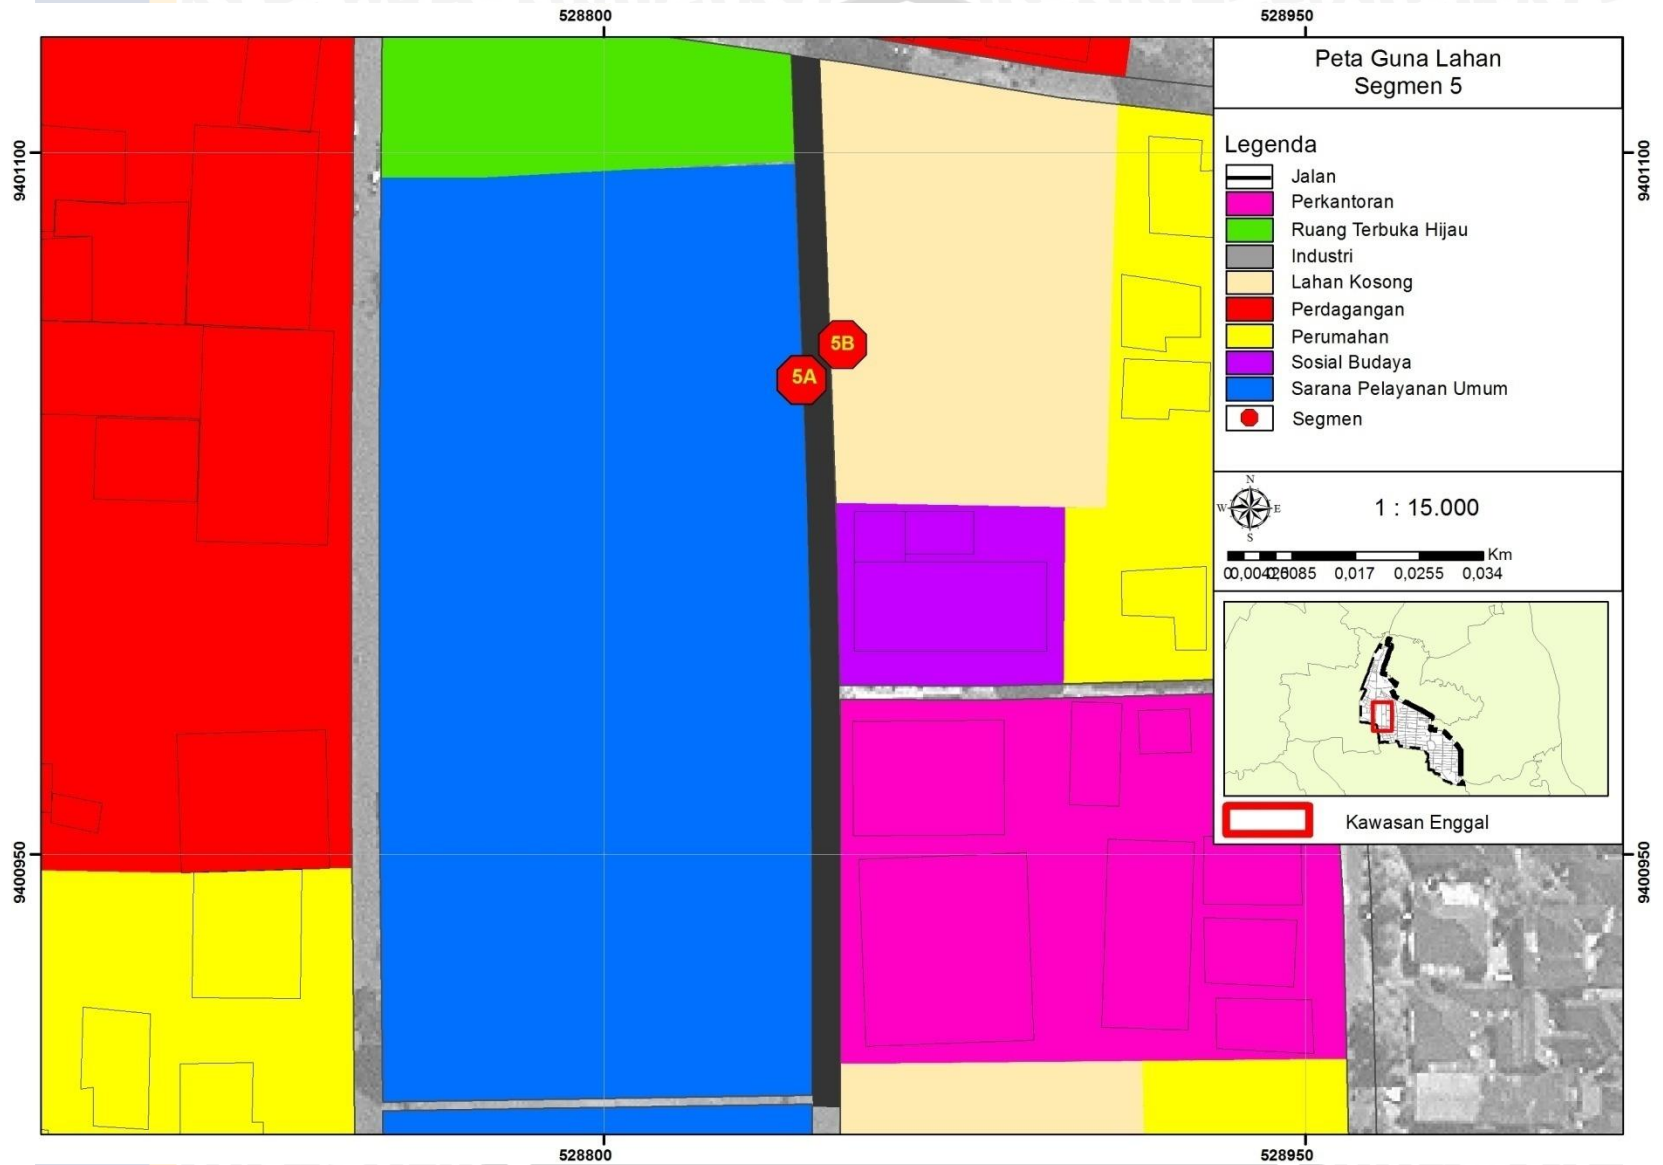 528800
528950
9401100
9401100
5B
5A
9400950
9400950
528800
528950
Peta Guna Lahan
Segmen 5
Legenda
Jalan
Perkantoran
Ruang Terbuka Hijau
Industri
Lahan Kosong
Perdagangan
Perumahan
Sosial Budaya
Sarana Pelayanan Umum
Segmen
N
W E
S
1 : 15.000
Km
0,017 0,0255 0,034
Kawasan Enggal